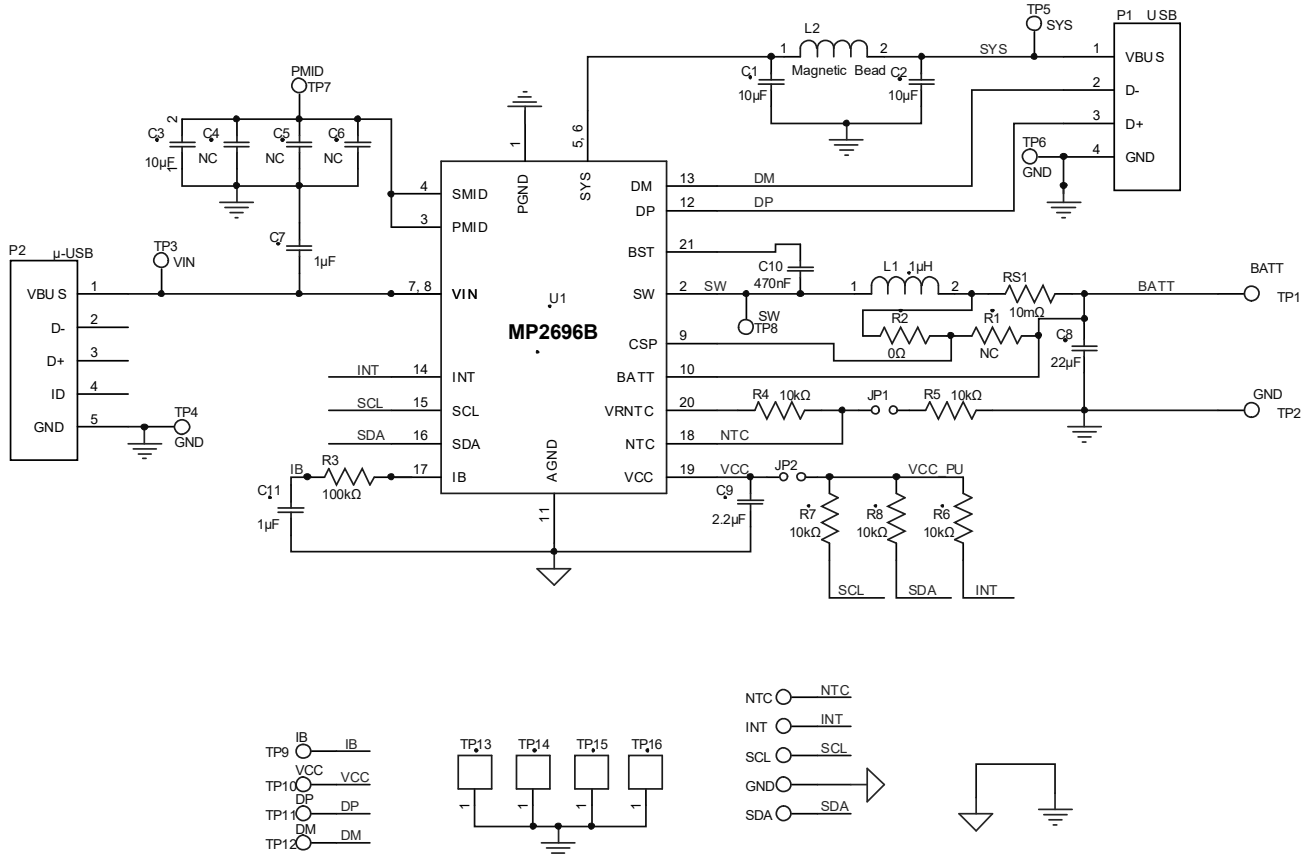 P1 USB
TP5
SYS
L2
1
2
SYS
1
VBUS
C1
10µF
Magnetic Bead
C2
10µF
2
D-
3
D+
TP6
GND
4
GND
PMID
TP7
C3
2
10µF
1
C4
NC
C5
NC
C6
NC
C7
1µF
1
PGND
5, 6
SYS
4
SMID
3
PMID
7, 8
VIN
U1
MP2696B
14
INT
INT
15
SCL
SCL
16
SDA
SDA
17
IB
IB
AGND
11
DM
13
DM
DP
12
DP
BST
21
SW
2
SW
CSP
9
BATT
10
VRNTC
20
NTC
18
NTC
VCC
19
VCC
P2
µ-USB
VBUS
1
D-
2
D+
3
ID
4
GND
5
TP3
VIN
TP4
GND
R3
100kΩ
C11
1µF
C10
470nF
SW
TP8
L1
1µH
1
2
RS1
10mΩ
BATT
BATT
TP1
R2
0Ω
R1
NC
C8
22µF
R4
10kΩ
JP1
R5
10kΩ
GND
TP2
JP2
VCC_PU
C9
2.2µF
R7
10kΩ
R8
10kΩ
R6
10kΩ
SCL
SDA
INT
TP9
IB
IB
TP10
VCC
VCC
TP11
DP
DP
TP12
DM
DM
TP13
TP14
TP15
TP16
1
1
1
1
NTC
NTC
INT
INT
SCL
SCL
GND
SDA
SDA